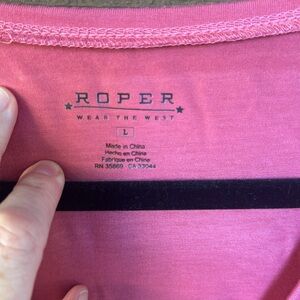 ROPER
WEAR THE WEST
L
Made in China
Hecho en China
Fabriqué en Chine
RN 35869 CA 33044